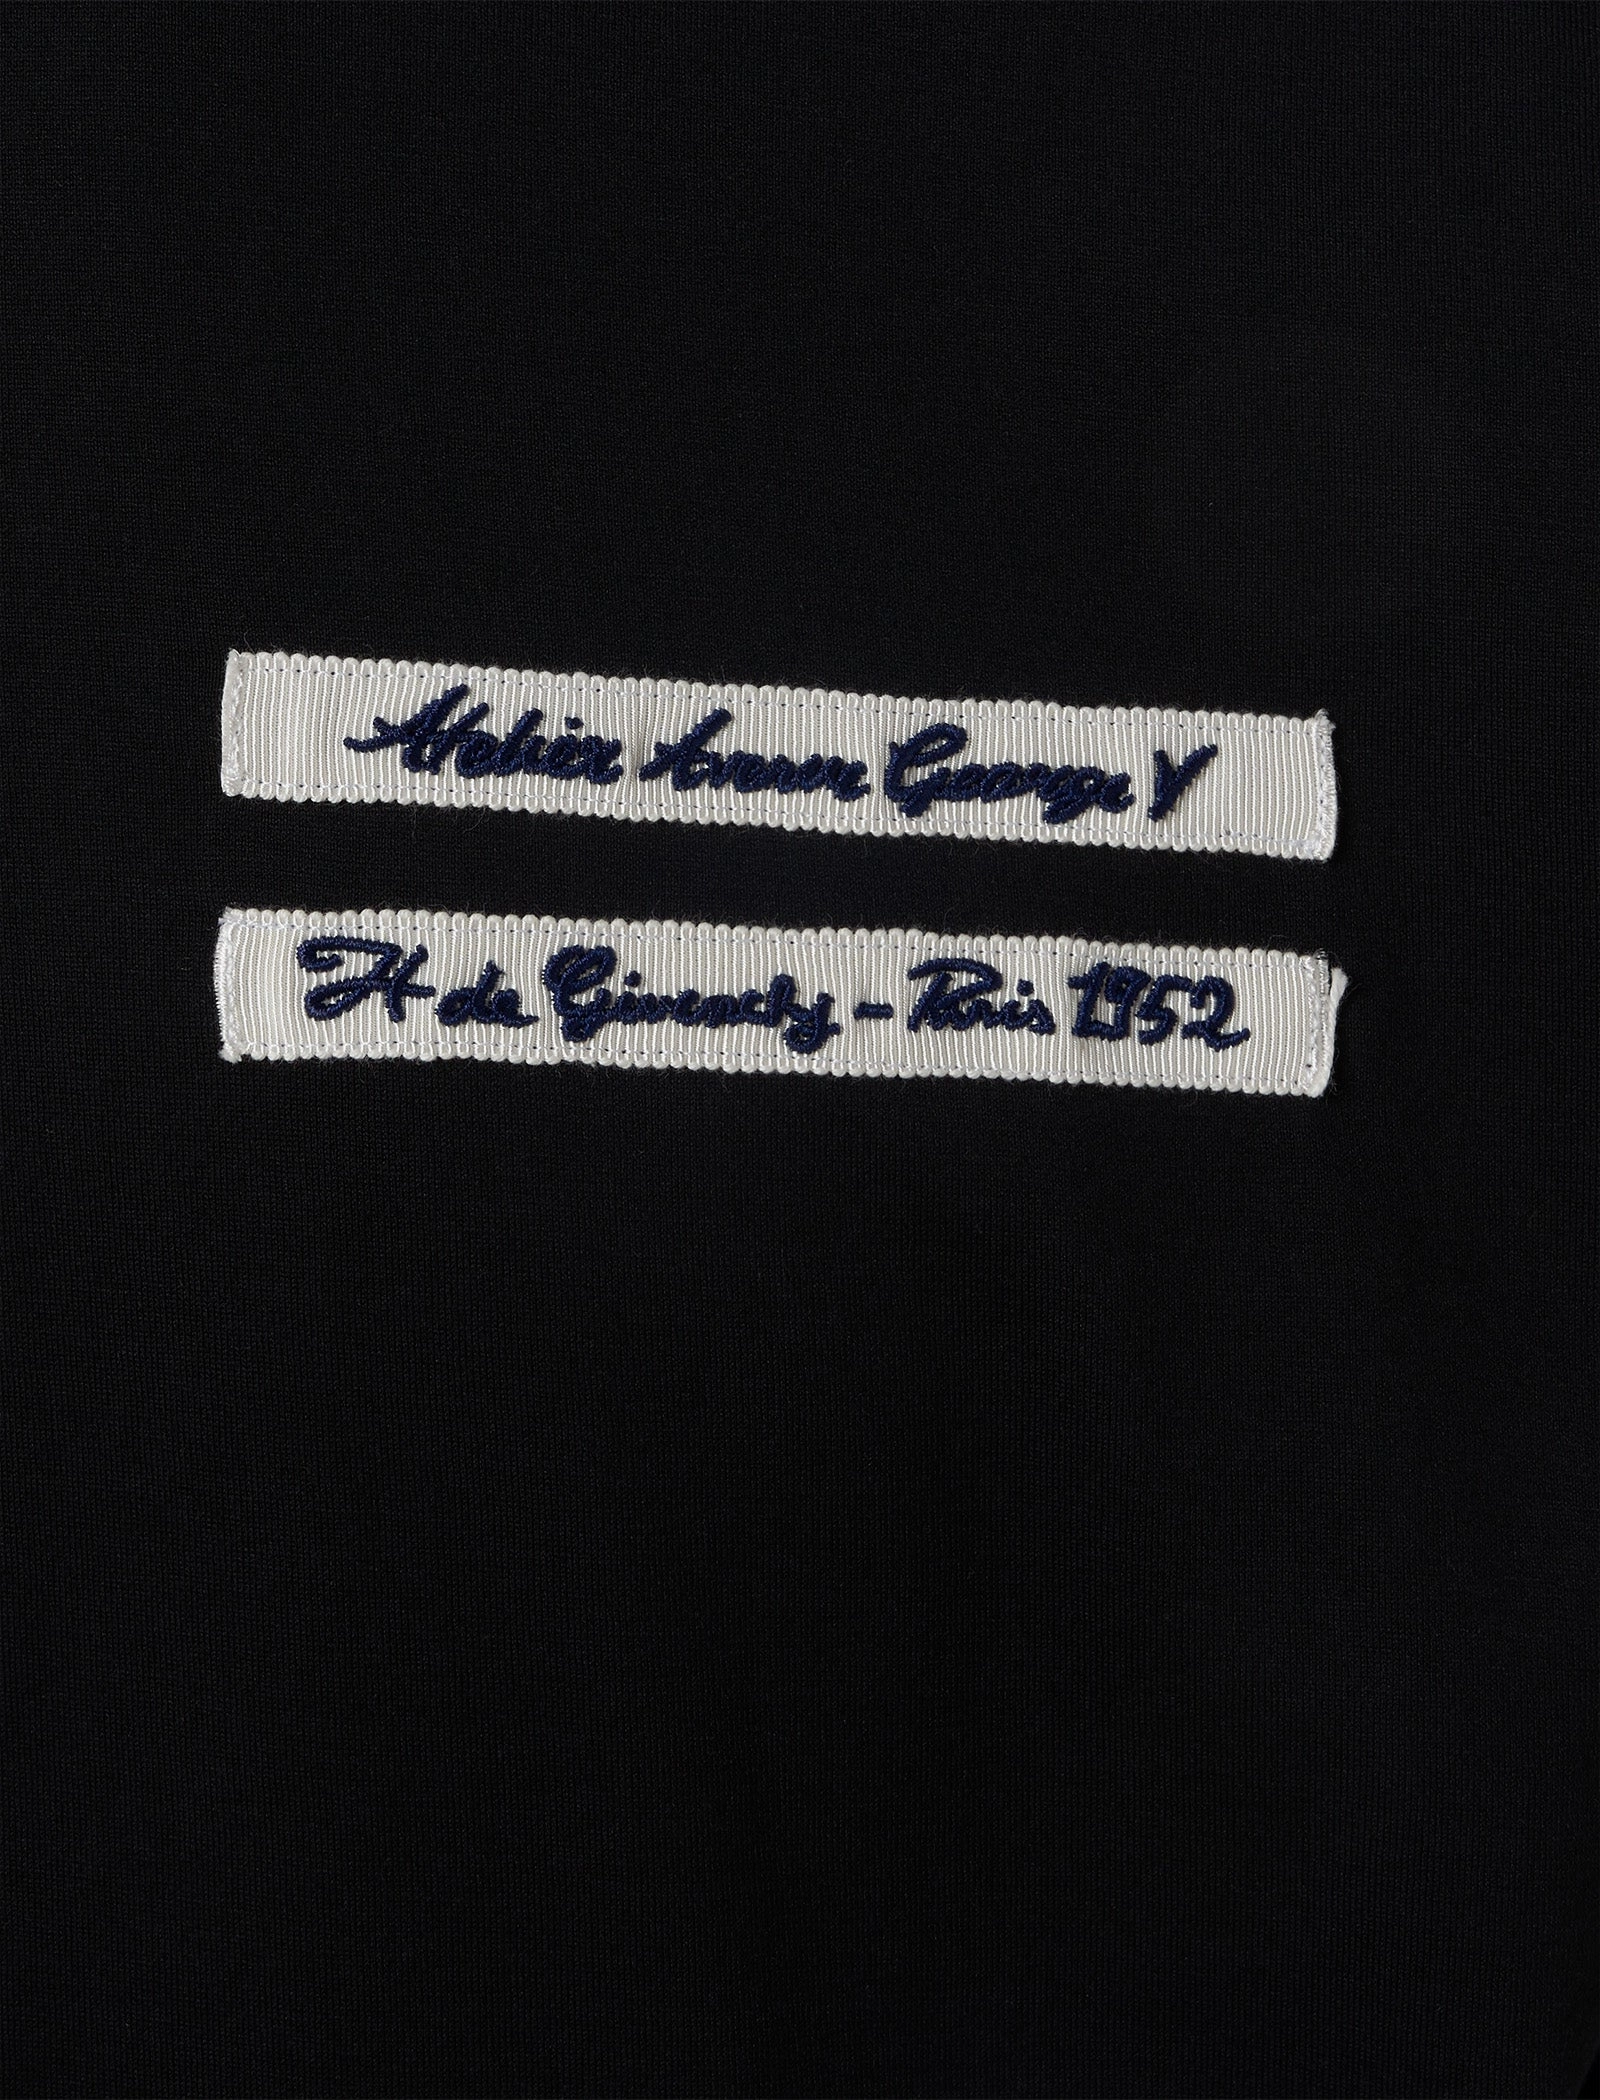 Atelier Avenue George V
H de Givenchy - Paris 1952